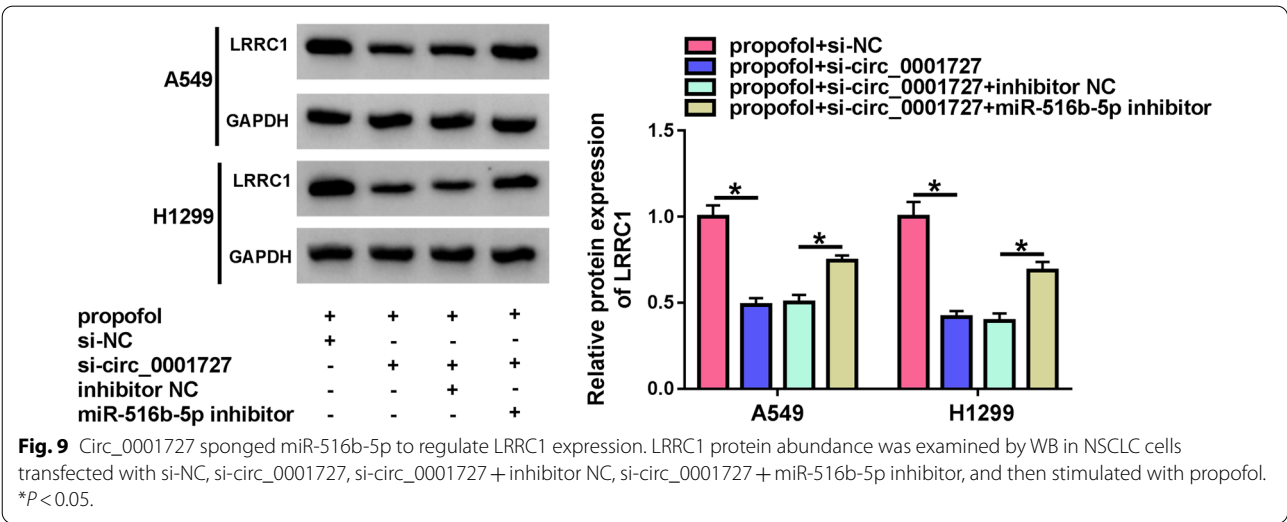 A549
LRRC1
GAPDH
H1299
LRRC1
GAPDH
propofol + + + +
si-NC + - - -
si-circ_0001727 - + + +
inhibitor NC - - + -
miR-516b-5p inhibitor - - - +
propofol+si-NC
propofol+si-circ_0001727
propofol+si-circ_0001727+inhibitor NC
propofol+si-circ_0001727+miR-516b-5p inhibitor
Relative protein expression
of LRRC1
1.5
1.0
0.5
0.0
*
*
*
*
A549
H1299
Fig. 9 Circ_0001727 sponged miR-516b-5p to regulate LRRC1 expression. LRRC1 protein abundance was examined by WB in NSCLC cells
transfected with si-NC, si-circ_0001727, si-circ_0001727 + inhibitor NC, si-circ_0001727 + miR-516b-5p inhibitor, and then stimulated with propofol.
*P < 0.05.